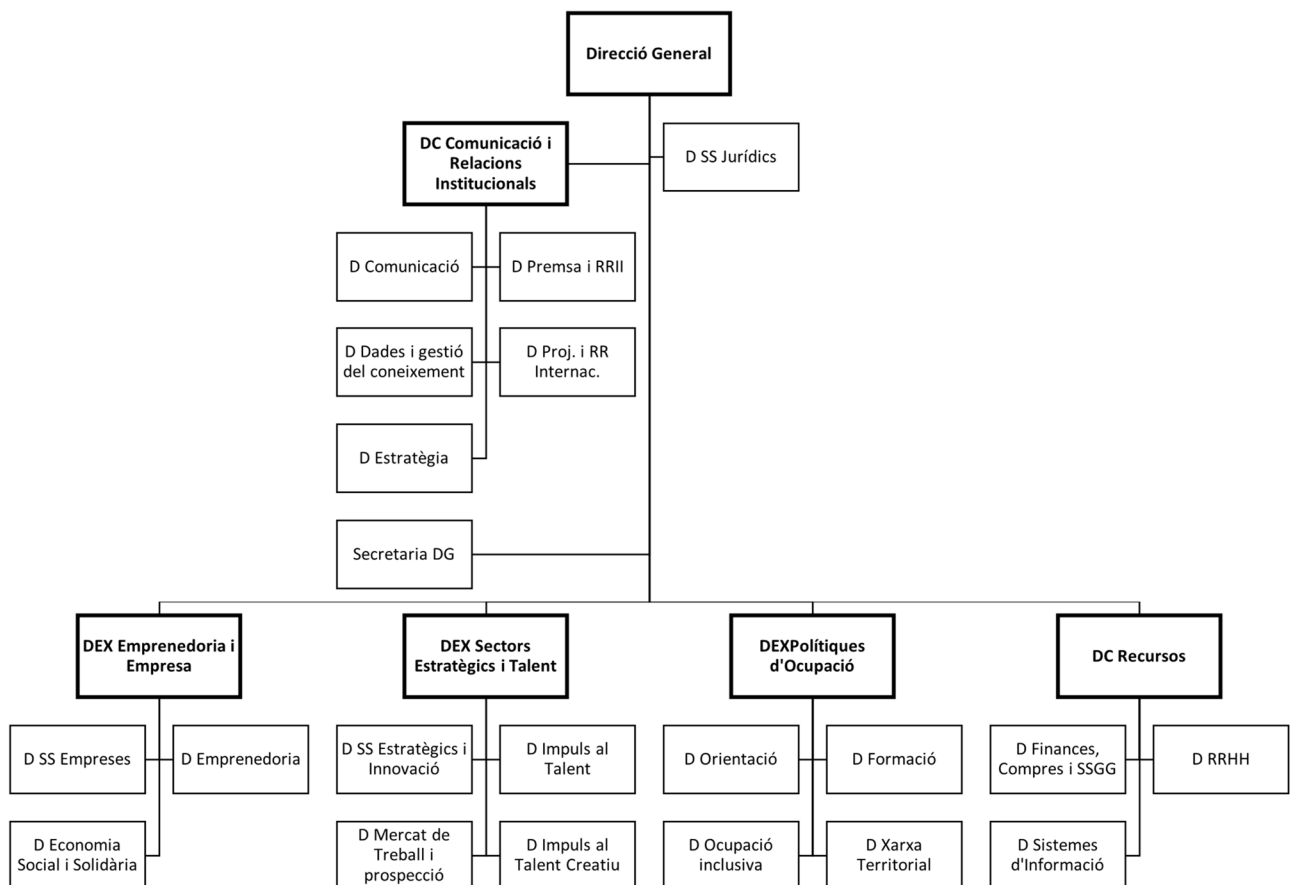 Direcció General
DC Comunicació i
Relacions
Institucionals
D SS Jurídics
D Comunicació
D Premsa i RRII
D Dades i gestió
del coneixement
D Proj. i RR
Internac.
D Estratègia
Secretaria DG
DEX Emprenedoria i
Empresa
DEX Sectors
Estratègics i Talent
DEXPolítiques
d'Ocupació
DC Recursos
D SS Empreses
D Emprenedoria
D SS Estratègics i
Innovació
D Impuls al
Talent
D Orientació
D Formació
D Finances,
Compres i SSGG
D RRHH
D Economia
Social i Solidària
D Mercat de
Treball i
prospecció
D Impuls al
Talent Creatiu
D Ocupació
inclusiva
D Xarxa
Territorial
D Sistemes
d'Informació